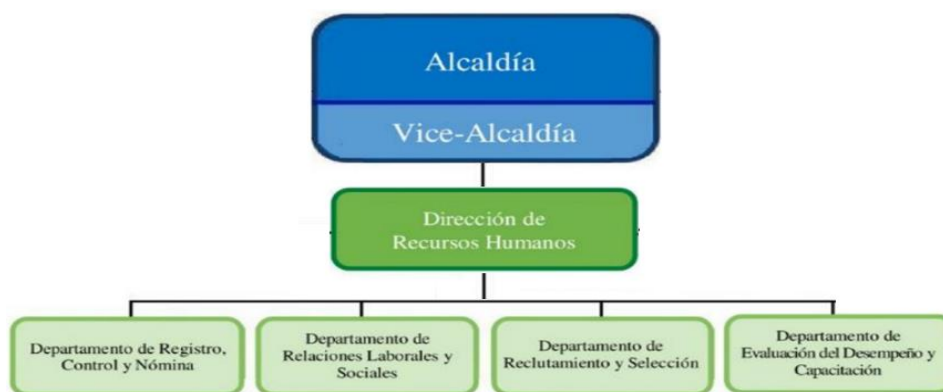 Alcaldía
Vice-Alcaldía
Dirección de
Recursos Humanos
Departamento de Registro,
Control y Nómina
Departamento de
Relaciones Laborales y
Sociales
Departamento de
Reclutamiento y Selección
Departamento de
Evaluación del Desempeño y
Capacitación